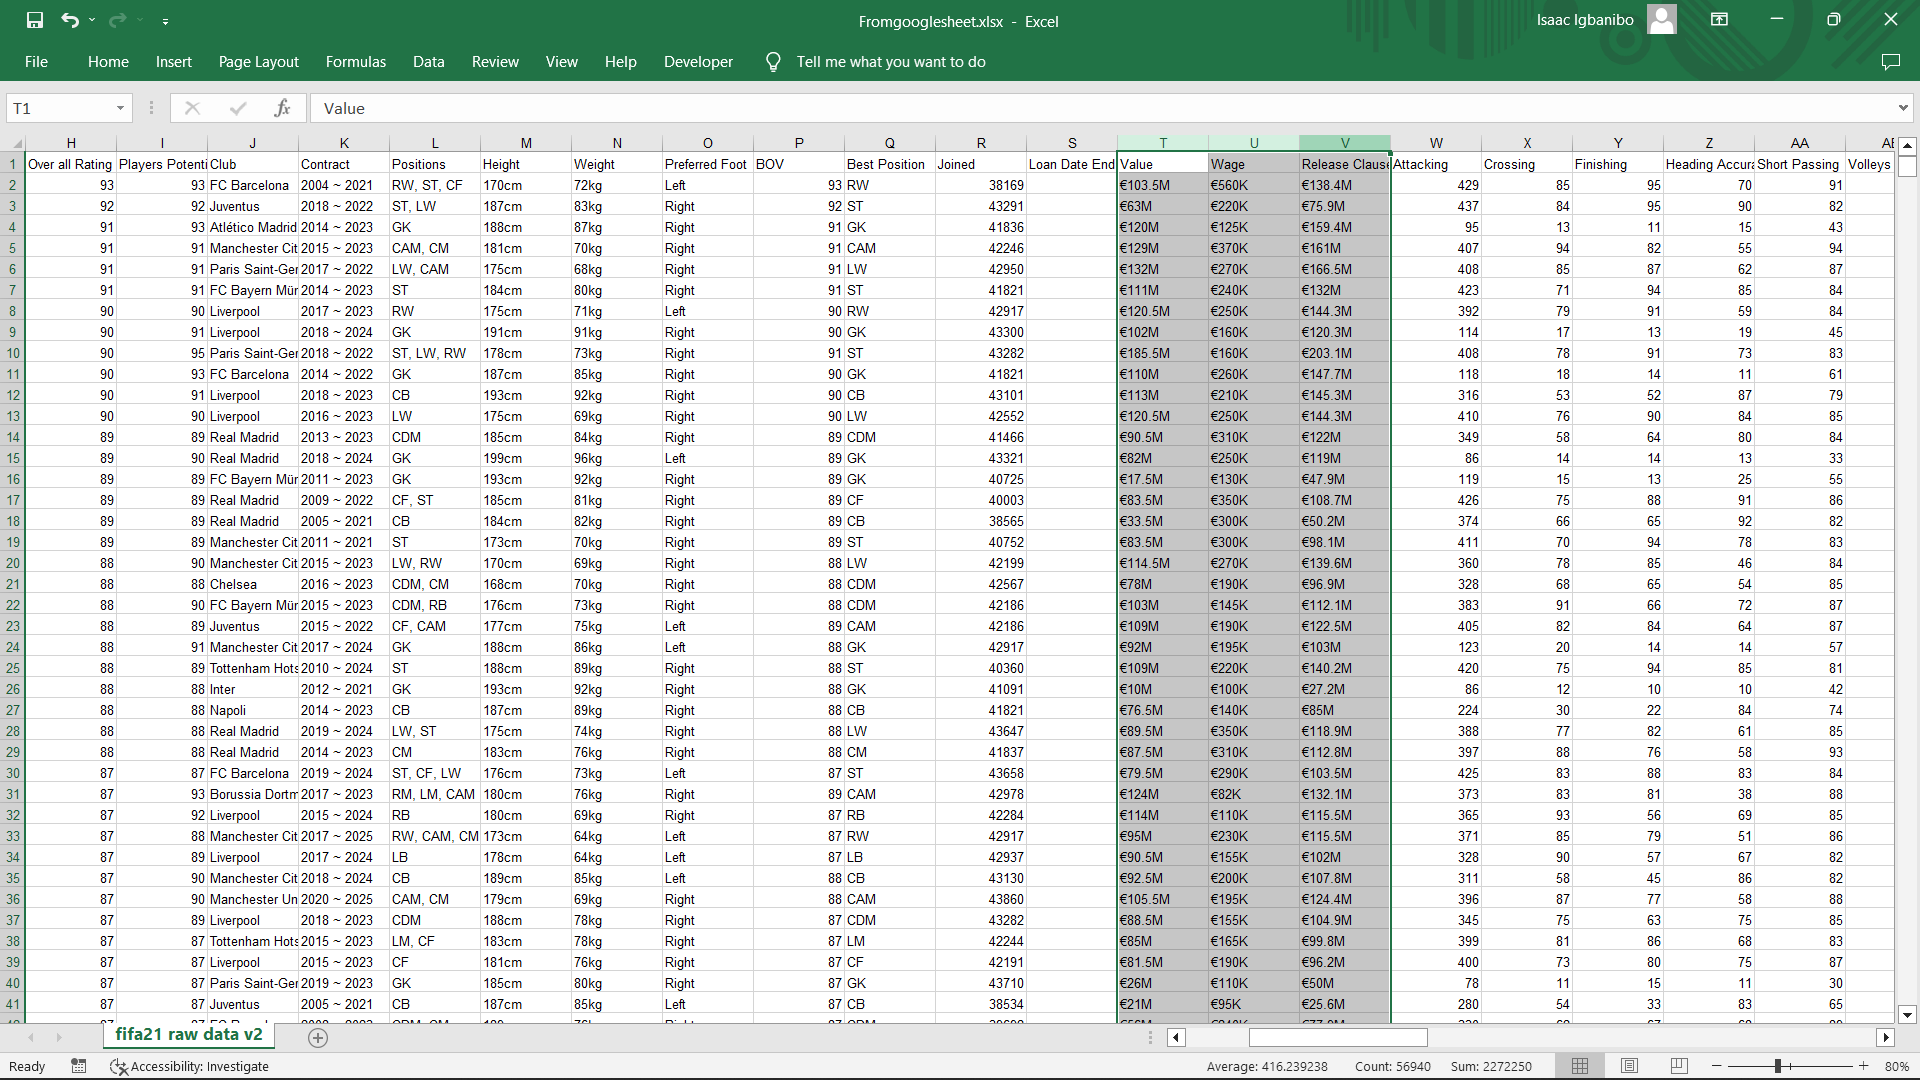 Fromgooglesheet.xlsx - Excel
Isaac Igbanibo
File Home Insert Page Layout Formulas Data Review View Help Developer Tell me what you want to do
T1 fx Value
H I J K L M N O P Q R S T U V W X Y Z AA AE
1 Over all Rating Players Potenti Club Contract Positions Height Weight Preferred Foot BOV Best Position Joined Loan Date End Value Wage Release Clause Attacking Crossing Finishing Heading Accura Short Passing Volleys
2 93 93 FC Barcelona 2004 ~ 2021 RW, ST, CF 170cm 72kg Left 93 RW 38169 €103.5M €560K €138.4M 429 85 95 70 91
3 92 92 Juventus 2018 ~ 2022 ST, LW 187cm 83kg Right 92 ST 43291 €63M €220K €75.9M 437 84 95 90 82
4 91 93 Atlético Madrid 2014 ~ 2023 GK 188cm 87kg Right 91 GK 41836 €120M €125K €159.4M 95 13 11 15 43
5 91 91 Manchester Cit 2015 ~ 2023 CAM, CM 181cm 70kg Right 91 CAM 42246 €129M €370K €161M 407 94 82 55 94
6 91 91 Paris Saint-Ger 2017 ~ 2022 LW, CAM 175cm 68kg Right 91 LW 42950 €132M €270K €166.5M 408 85 87 62 87
7 91 91 FC Bayern Mün 2014 ~ 2023 ST 184cm 80kg Right 91 ST 41821 €111M €240K €132M 423 71 94 85 84
8 90 90 Liverpool 2017 ~ 2023 RW 175cm 71kg Left 90 RW 42917 €120.5M €250K €144.3M 392 79 91 59 84
9 90 91 Liverpool 2018 ~ 2024 GK 191cm 91kg Right 90 GK 43300 €102M €160K €120.3M 114 17 13 19 45
10 90 95 Paris Saint-Ger 2018 ~ 2022 ST, LW, RW 178cm 73kg Right 91 ST 43282 €185.5M €160K €203.1M 408 78 91 73 83
11 90 93 FC Barcelona 2014 ~ 2022 GK 187cm 85kg Right 90 GK 41821 €110M €260K €147.7M 118 18 14 11 61
12 90 91 Liverpool 2018 ~ 2023 CB 193cm 92kg Right 90 CB 43101 €113M €210K €145.3M 316 53 52 87 79
13 90 90 Liverpool 2016 ~ 2023 LW 175cm 69kg Right 90 LW 42552 €120.5M €250K €144.3M 410 76 90 84 85
14 89 89 Real Madrid 2013 ~ 2023 CDM 185cm 84kg Right 89 CDM 41466 €90.5M €310K €122M 349 58 64 80 84
15 89 90 Real Madrid 2018 ~ 2024 GK 199cm 96kg Left 89 GK 43321 €82M €250K €119M 86 14 14 13 33
16 89 89 FC Bayern Mün 2011 ~ 2023 GK 193cm 92kg Right 89 GK 40725 €17.5M €130K €47.9M 119 15 13 25 55
17 89 89 Real Madrid 2009 ~ 2022 CF, ST 185cm 81kg Right 89 CF 40003 €83.5M €350K €108.7M 426 75 88 91 86
18 89 89 Real Madrid 2005 ~ 2021 CB 184cm 82kg Right 89 CB 38565 €33.5M €300K €50.2M 374 66 65 92 82
19 89 89 Manchester Cit 2011 ~ 2021 ST 173cm 70kg Right 89 ST 40752 €83.5M €300K €98.1M 411 70 94 78 83
20 88 90 Manchester Cit 2015 ~ 2023 LW, RW 170cm 69kg Right 88 LW 42199 €114.5M €270K €139.6M 360 78 85 46 84
21 88 88 Chelsea 2016 ~ 2023 CDM, CM 168cm 70kg Right 88 CDM 42567 €78M €190K €96.9M 328 68 65 54 85
22 88 90 FC Bayern Mün 2015 ~ 2023 CDM, RB 176cm 73kg Right 88 CDM 42186 €103M €145K €112.1M 383 91 66 72 87
23 88 89 Juventus 2015 ~ 2022 CF, CAM 177cm 75kg Left 89 CAM 42186 €109M €190K €122.5M 405 82 84 64 87
24 88 91 Manchester Cit 2017 ~ 2024 GK 188cm 86kg Left 88 GK 42917 €92M €195K €103M 123 20 14 14 57
25 88 89 Tottenham Hots 2010 ~ 2024 ST 188cm 89kg Right 88 ST 40360 €109M €220K €140.2M 420 75 94 85 81
26 88 88 Inter 2012 ~ 2021 GK 193cm 92kg Right 88 GK 41091 €10M €100K €27.2M 86 12 10 10 42
27 88 88 Napoli 2014 ~ 2023 CB 187cm 89kg Right 88 CB 41821 €76.5M €140K €85M 224 30 22 84 74
28 88 88 Real Madrid 2019 ~ 2024 LW, ST 175cm 74kg Right 88 LW 43647 €89.5M €350K €118.9M 388 77 82 61 85
29 88 88 Real Madrid 2014 ~ 2023 CM 183cm 76kg Right 88 CM 41837 €87.5M €310K €112.8M 397 88 76 58 93
30 87 87 FC Barcelona 2019 ~ 2024 ST, CF, LW 176cm 73kg Left 87 ST 43658 €79.5M €290K €103.5M 425 83 88 83 84
31 87 93 Borussia Dortm 2017 ~ 2023 RM, LM, CAM 180cm 76kg Right 89 CAM 42978 €124M €82K €132.1M 373 83 81 38 88
32 87 92 Liverpool 2015 ~ 2024 RB 180cm 69kg Right 87 RB 42284 €114M €110K €115.5M 365 93 56 69 85
33 87 88 Manchester Cit 2017 ~ 2025 RW, CAM, CM 173cm 64kg Left 87 RW 42917 €95M €230K €115.5M 371 85 79 51 86
34 87 89 Liverpool 2017 ~ 2024 LB 178cm 64kg Left 87 LB 42937 €90.5M €155K €102M 328 90 57 67 82
35 87 90 Manchester Cit 2018 ~ 2024 CB 189cm 85kg Left 88 CB 43130 €92.5M €200K €107.8M 311 58 45 86 82
36 87 90 Manchester Un 2020 ~ 2025 CAM, CM 179cm 69kg Right 88 CAM 43860 €105.5M €195K €124.4M 396 87 77 58 88
37 87 89 Liverpool 2018 ~ 2023 CDM 188cm 78kg Right 87 CDM 43282 €88.5M €155K €104.9M 345 75 63 75 85
38 87 87 Tottenham Hots 2015 ~ 2023 LM, CF 183cm 78kg Right 87 LM 42244 €85M €165K €99.8M 399 81 86 68 83
39 87 87 Liverpool 2015 ~ 2023 CF 181cm 76kg Right 87 CF 42191 €81.5M €190K €96.2M 400 73 80 75 87
40 87 87 Paris Saint-Ger 2019 ~ 2023 GK 185cm 80kg Right 87 GK 43710 €26M €110K €50M 78 11 15 11 30
41 87 87 Juventus 2005 ~ 2021 CB 187cm 85kg Left 87 CB 38534 €21M €95K €25.6M 280 54 33 83 65
fifa21 raw data v2
Ready Accessibility: Investigate Average: 416.239238 Count: 56940 Sum: 2272250 80%